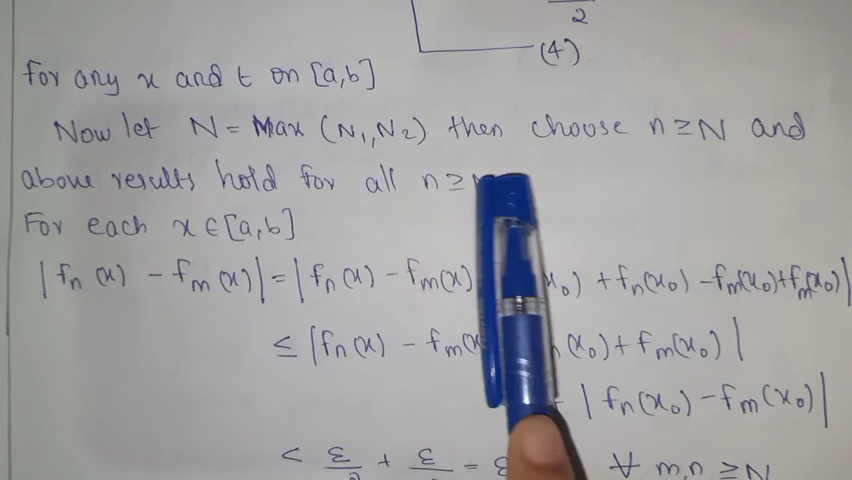 2
(4)
for any x and t on [a,b]
Now let N = Max (N₁,N₂) then choose n ≥ N and
above results hold for all n ≥
For each x ∈ [a,b]
|fn(x) - fm(x)| = |fn(x) - fm(x) x₀) + fn(x₀) - fm(x₀) + fm(x₀)|
≤ |fn(x) - fm(x n(x₀) + fm(x₀)|
|fn(x₀) - fm(x₀)|
< ε/2 + ε = ε ∀ m,n ≥ N